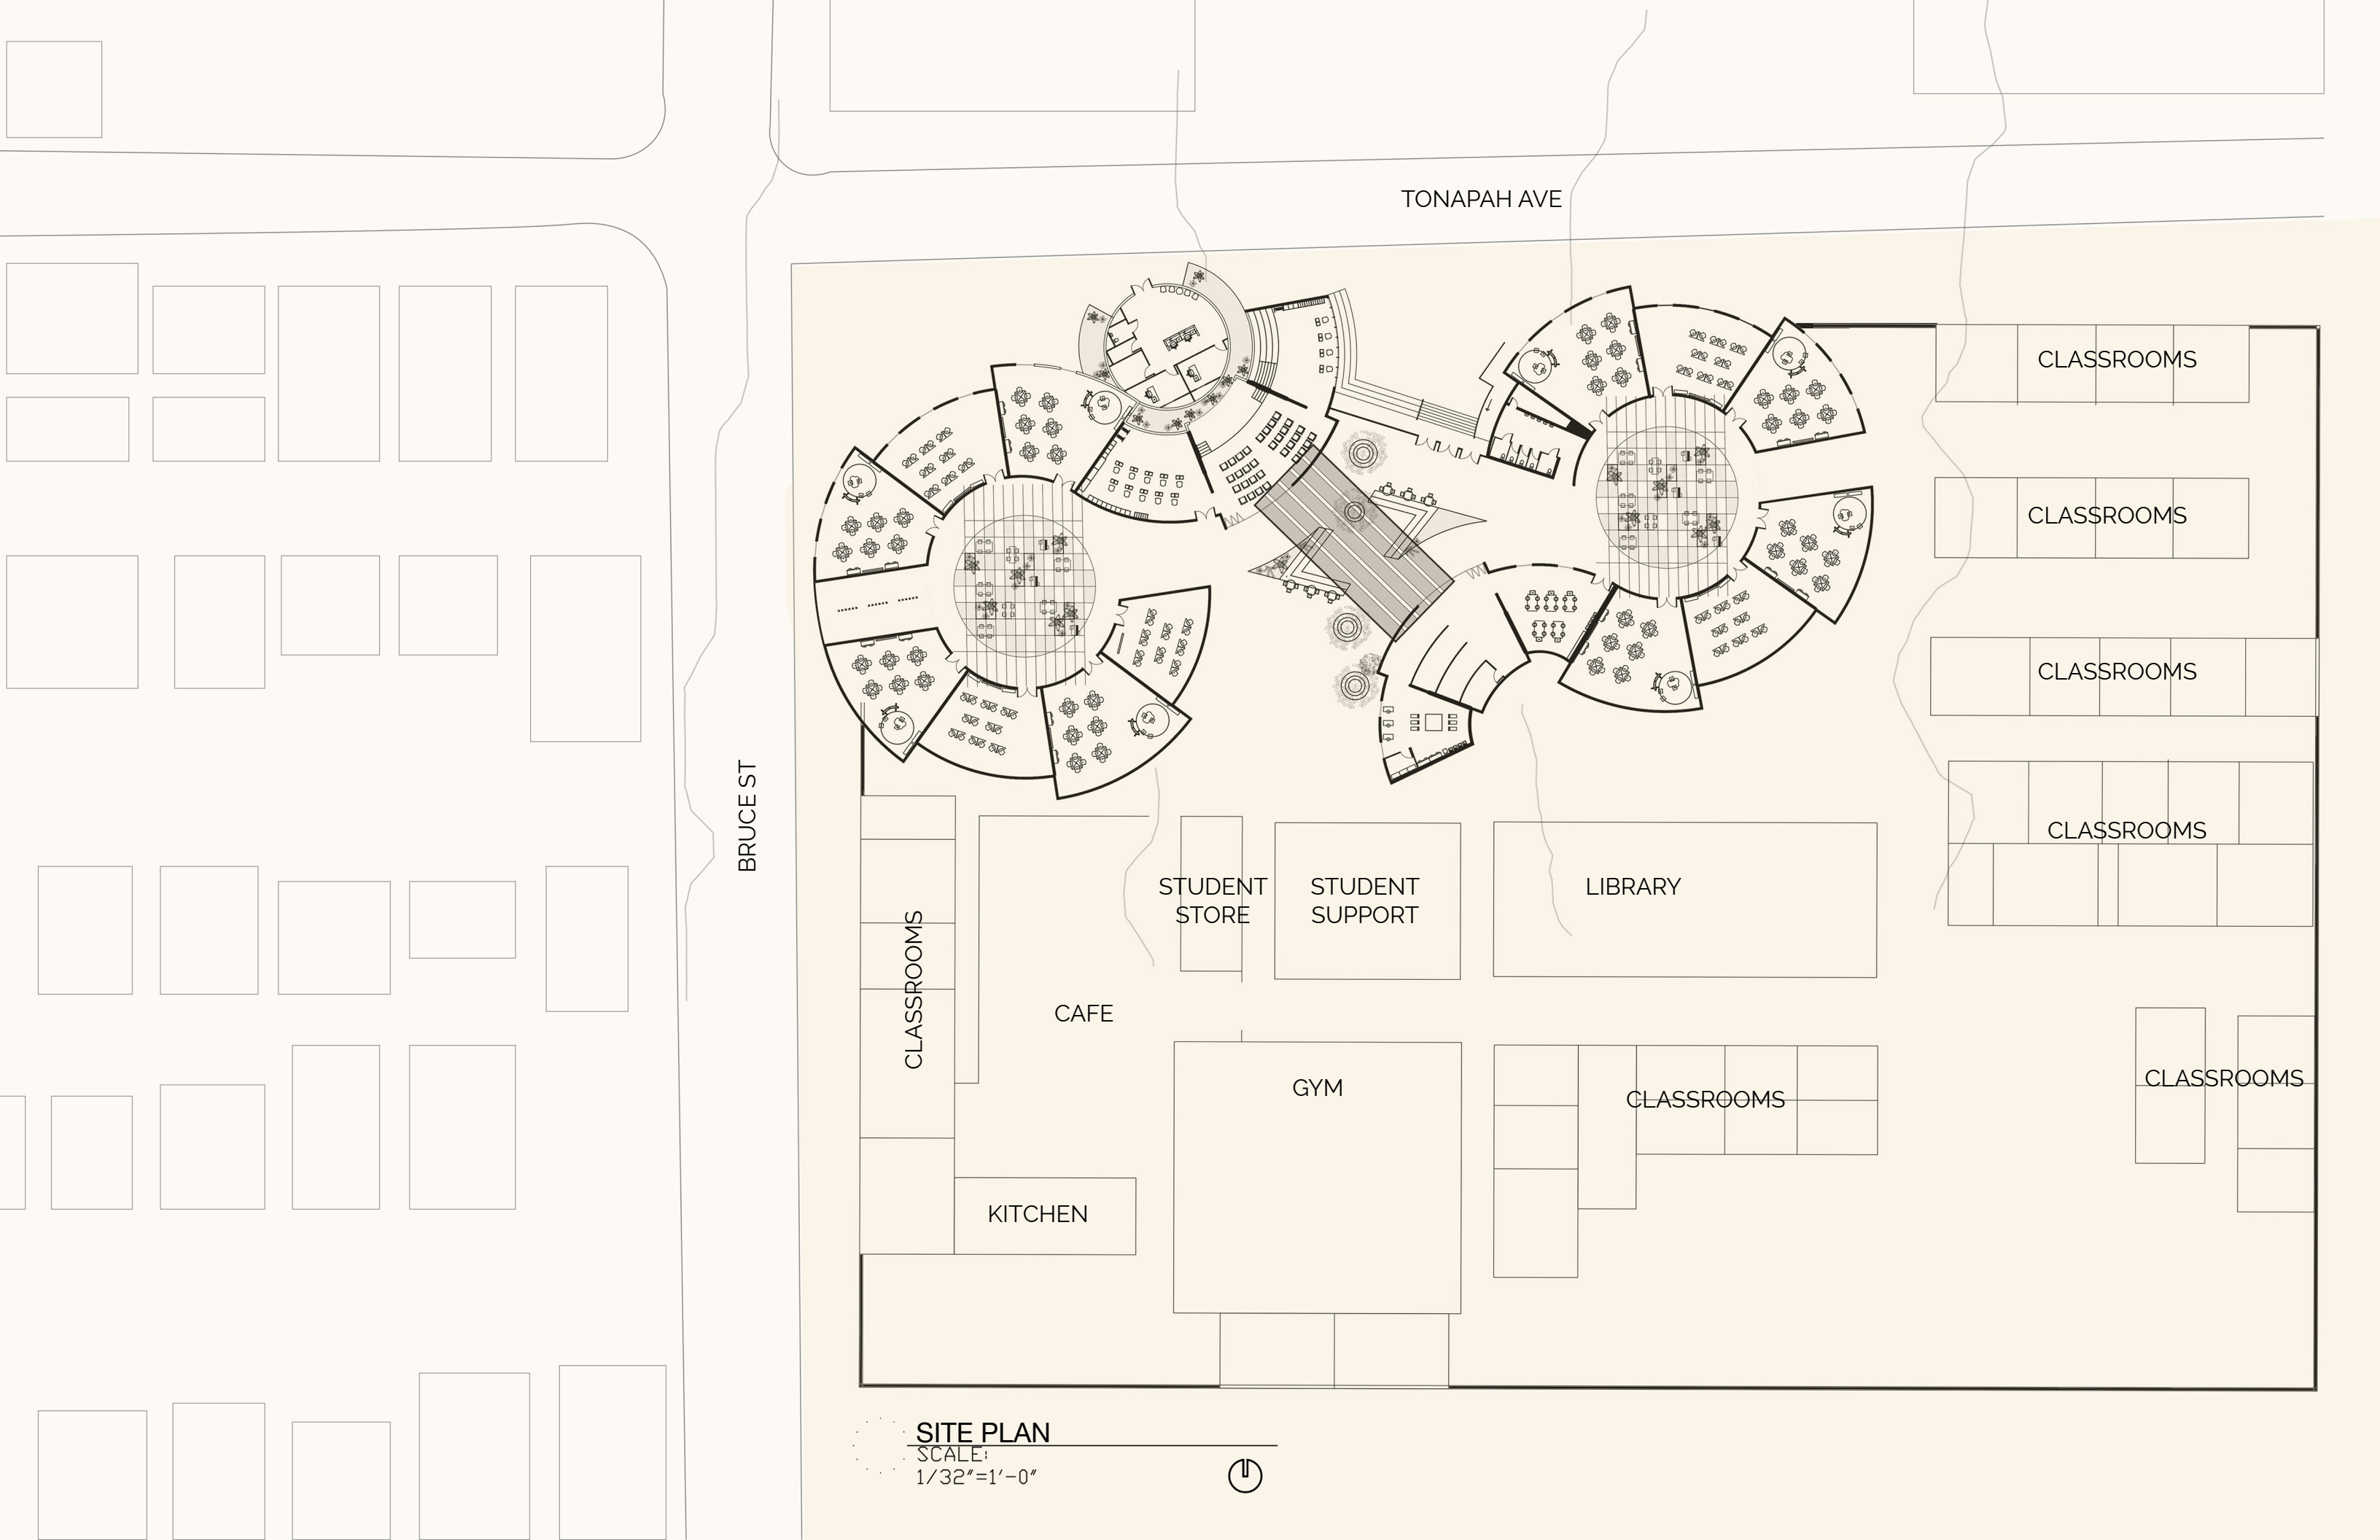 TONAPAH AVE
CLASSROOMS
CLASSROOMS
CLASSROOMS
CLASSROOMS
BRUCE ST
STUDENT
STORE
STUDENT
SUPPORT
LIBRARY
CLASSROOMS
CAFE
GYM
CLASSROOMS
CLASSROOMS
KITCHEN
SITE PLAN
SCALE:
1/32"=1'-0"